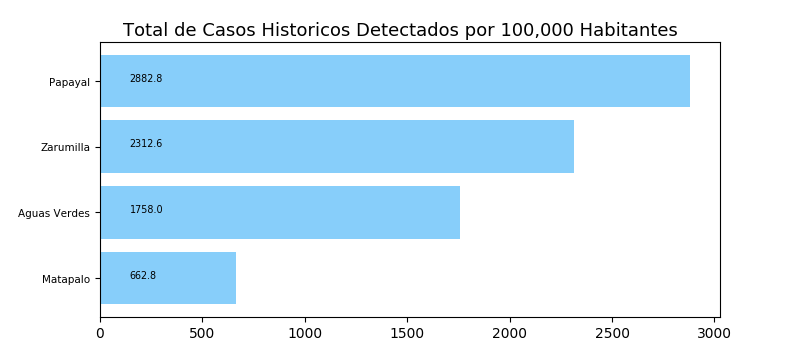 Total de Casos Historicos Detectados por 100,000 Habitantes
Papayal 2882.8
Zarumilla 2312.6
Aguas Verdes 1758.0
Matapalo 662.8
0 500 1000 1500 2000 2500 3000